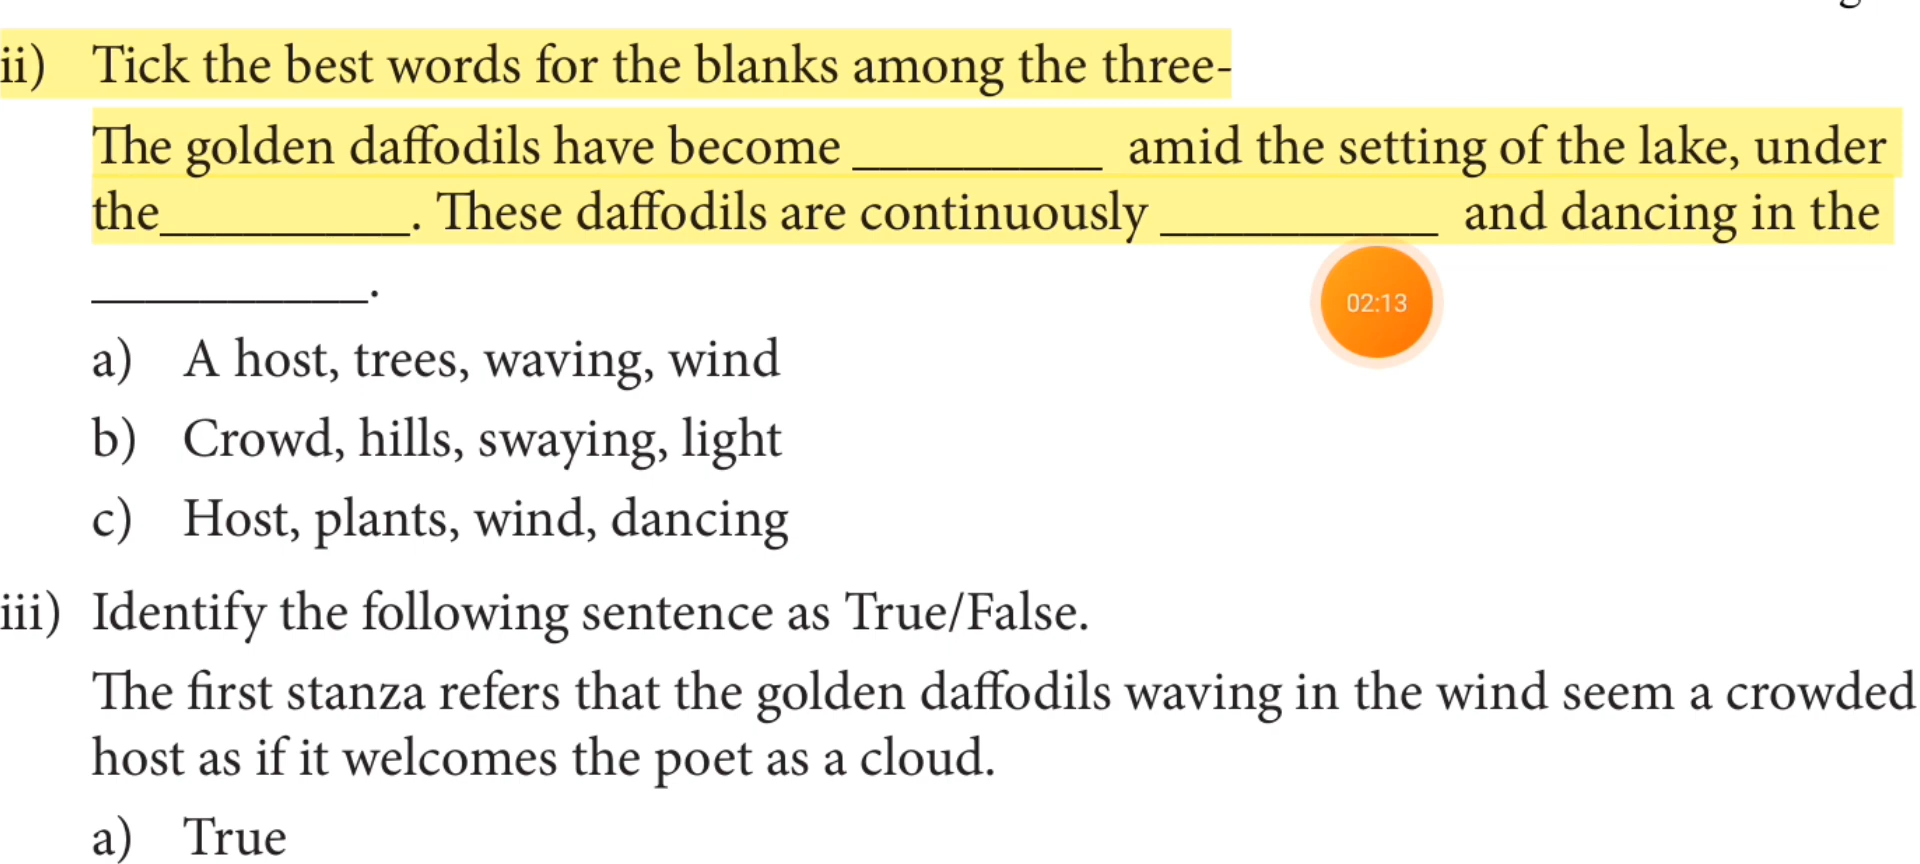 ii) Tick the best words for the blanks among the three-
The golden daffodils have become _________ amid the setting of the lake, under
the_________. These daffodils are continuously __________ and dancing in the
__________.
02:13
a) A host, trees, waving, wind
b) Crowd, hills, swaying, light
c) Host, plants, wind, dancing
iii) Identify the following sentence as True/False.
The first stanza refers that the golden daffodils waving in the wind seem a crowded
host as if it welcomes the poet as a cloud.
a) True